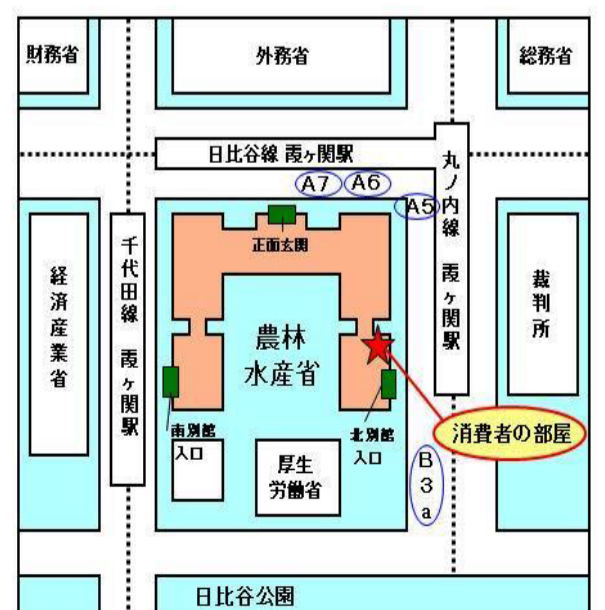 財務省
外務省
総務省
日比谷線 霞ヶ関駅
A7
A6
A5
丸ノ内線 霞ヶ関駅
千代田線 霞ヶ関駅
正面玄関
経済産業省
裁判所
農林
水産省
南別館
入口
北別館
入口
消費者の部屋
厚生
労働省
B
3
a
日比谷公園